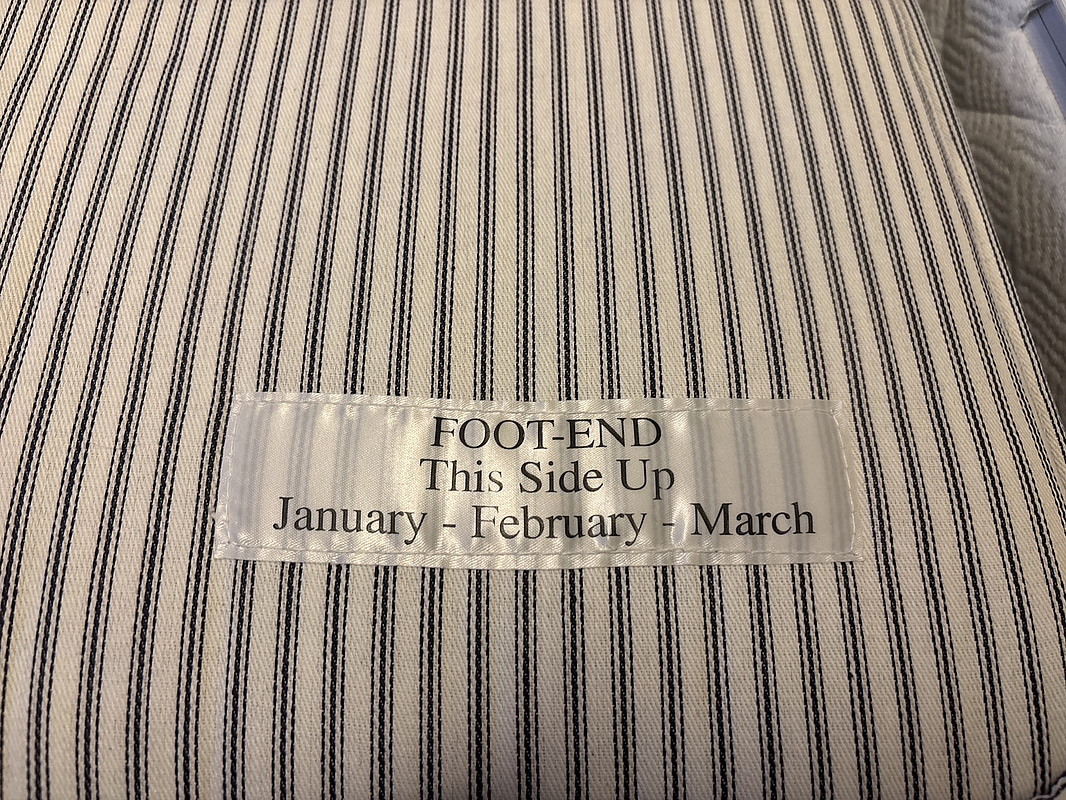 FOOT-END
This Side Up
January - February - March